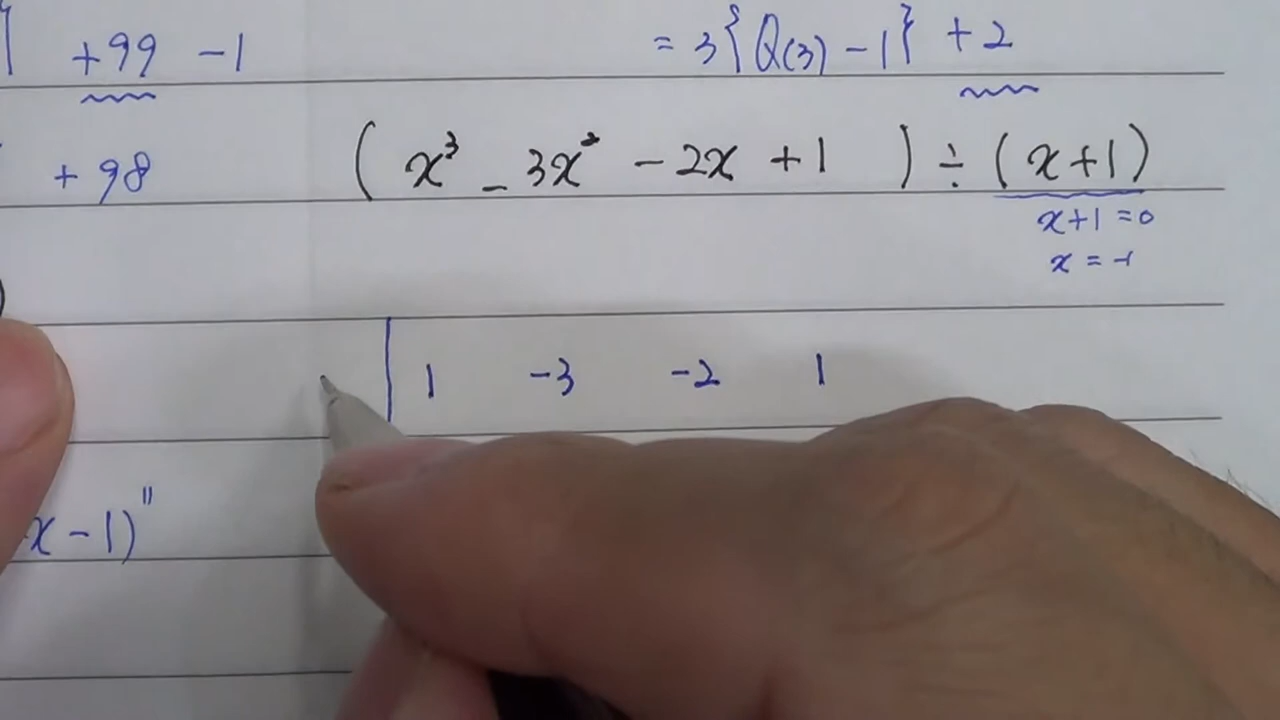 +99 -1
= 3{Q(3) -1} +2
+ 98
( x³ - 3x² - 2x + 1 ) ÷ ( x+1 )
x+1 = 0
x = -1
1 -3 -2 1
x - 1)"